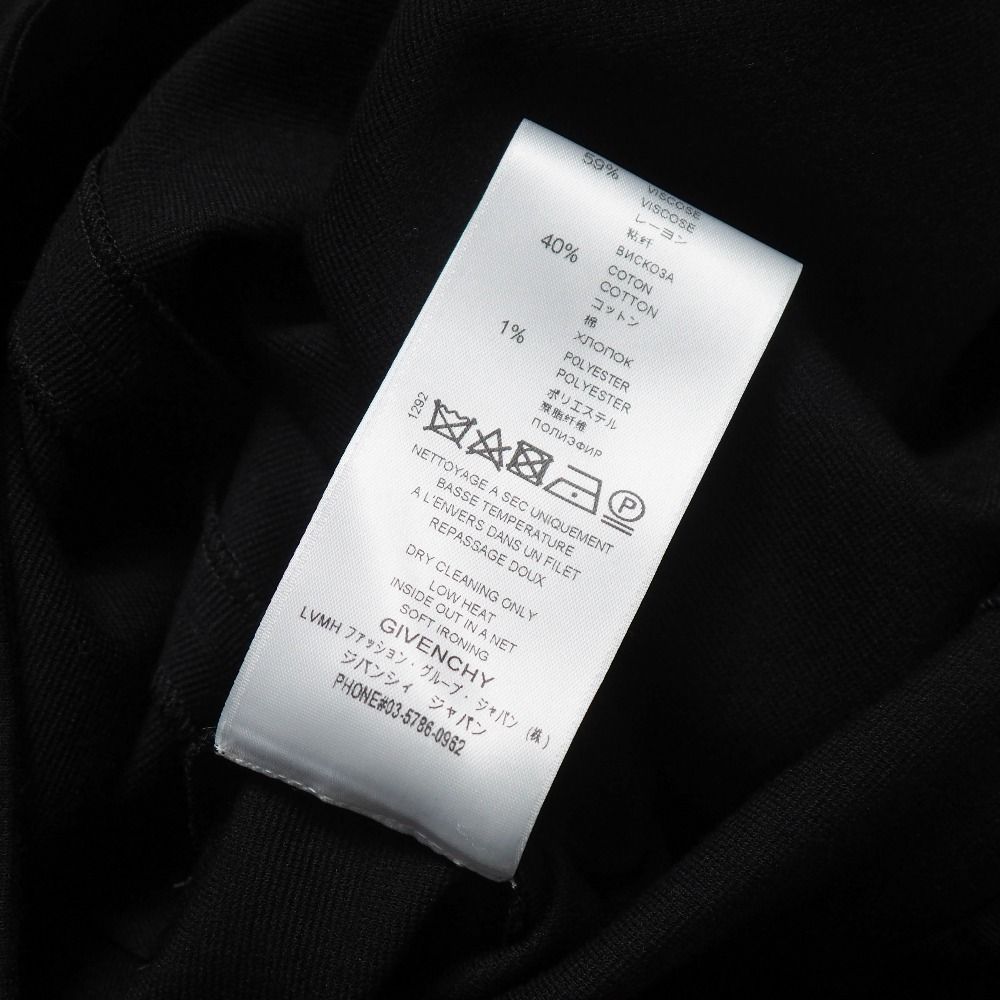 59% VISCOSE
VISCOSE
レーヨン
粘纤
ВИСКОЗА
40% COTON
COTTON
コットン
棉
ХЛОПОК
1% POLYESTER
POLYESTER
ポリエステル
聚脂纤维
ПОЛИЭФИР
1292
P
NETTOYAGE A SEC UNIQUEMENT
BASSE TEMPERATURE
A L'ENVERS DANS UN FILET
REPASSAGE DOUX
DRY CLEANING ONLY
LOW HEAT
INSIDE OUT IN A NET
SOFT IRONING
GIVENCHY
LVMH ファッション・グループ・ジャパン (株)
ジバンシィ ジャパン
PHONE#03-5786-0962